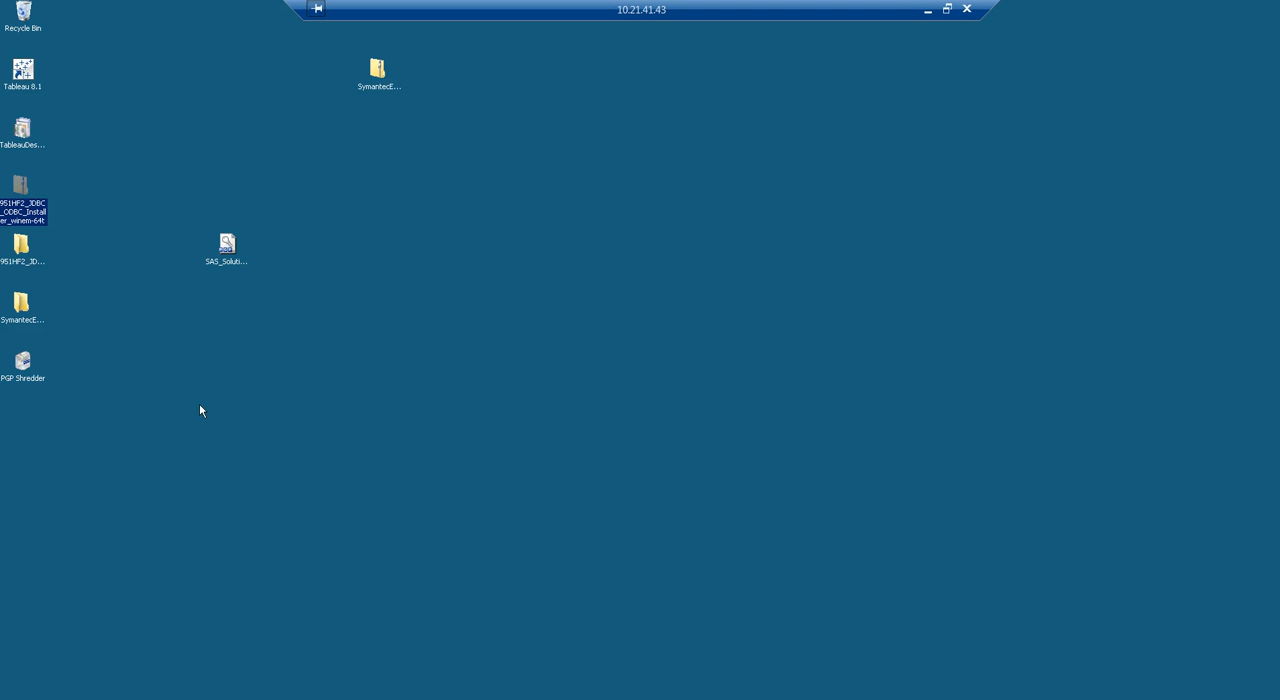 10.21.41.43
Recycle Bin
Tableau 8.1
SymantecE...
TableauDes...
951HF2_JDBC
_ODBC_Install
er_winem-64t
951HF2_JD...
SAS_Soluti...
SymantecE...
PGP Shredder